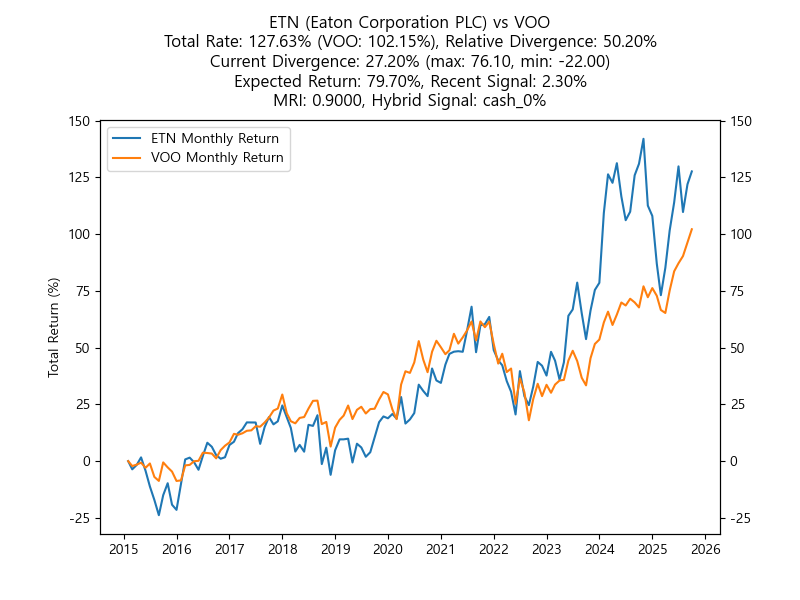 ETN (Eaton Corporation PLC) vs VOO
Total Rate: 127.63% (VOO: 102.15%), Relative Divergence: 50.20%
Current Divergence: 27.20% (max: 76.10, min: -22.00)
Expected Return: 79.70%, Recent Signal: 2.30%
MRI: 0.9000, Hybrid Signal: cash_0%
ETN Monthly Return
VOO Monthly Return
Total Return (%)
150
125
100
75
50
25
0
-25
150
125
100
75
50
25
0
-25
2015 2016 2017 2018 2019 2020 2021 2022 2023 2024 2025 2026